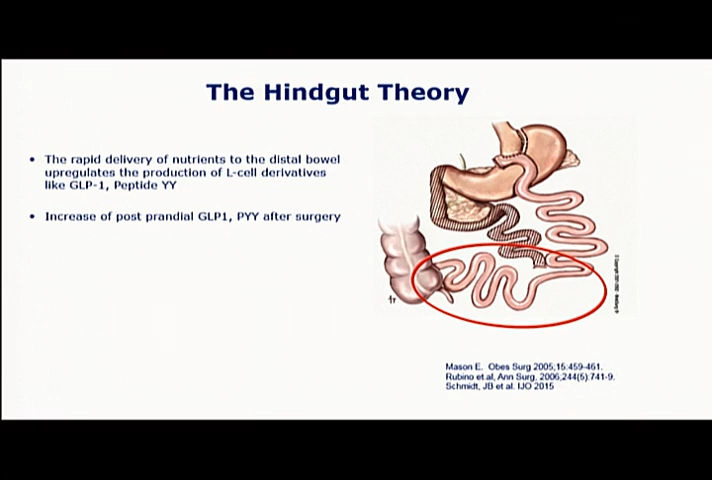 The Hindgut Theory
• The rapid delivery of nutrients to the distal bowel
upregulates the production of L-cell derivatives
like GLP-1, Peptide YY
• Increase of post prandial GLP1, PYY after surgery
Mason E. Obes Surg 2005;15:459-461.
Rubino et al, Ann Surg, 2006;244(5):741-9.
Schmidt, JB et al. IJO 2015